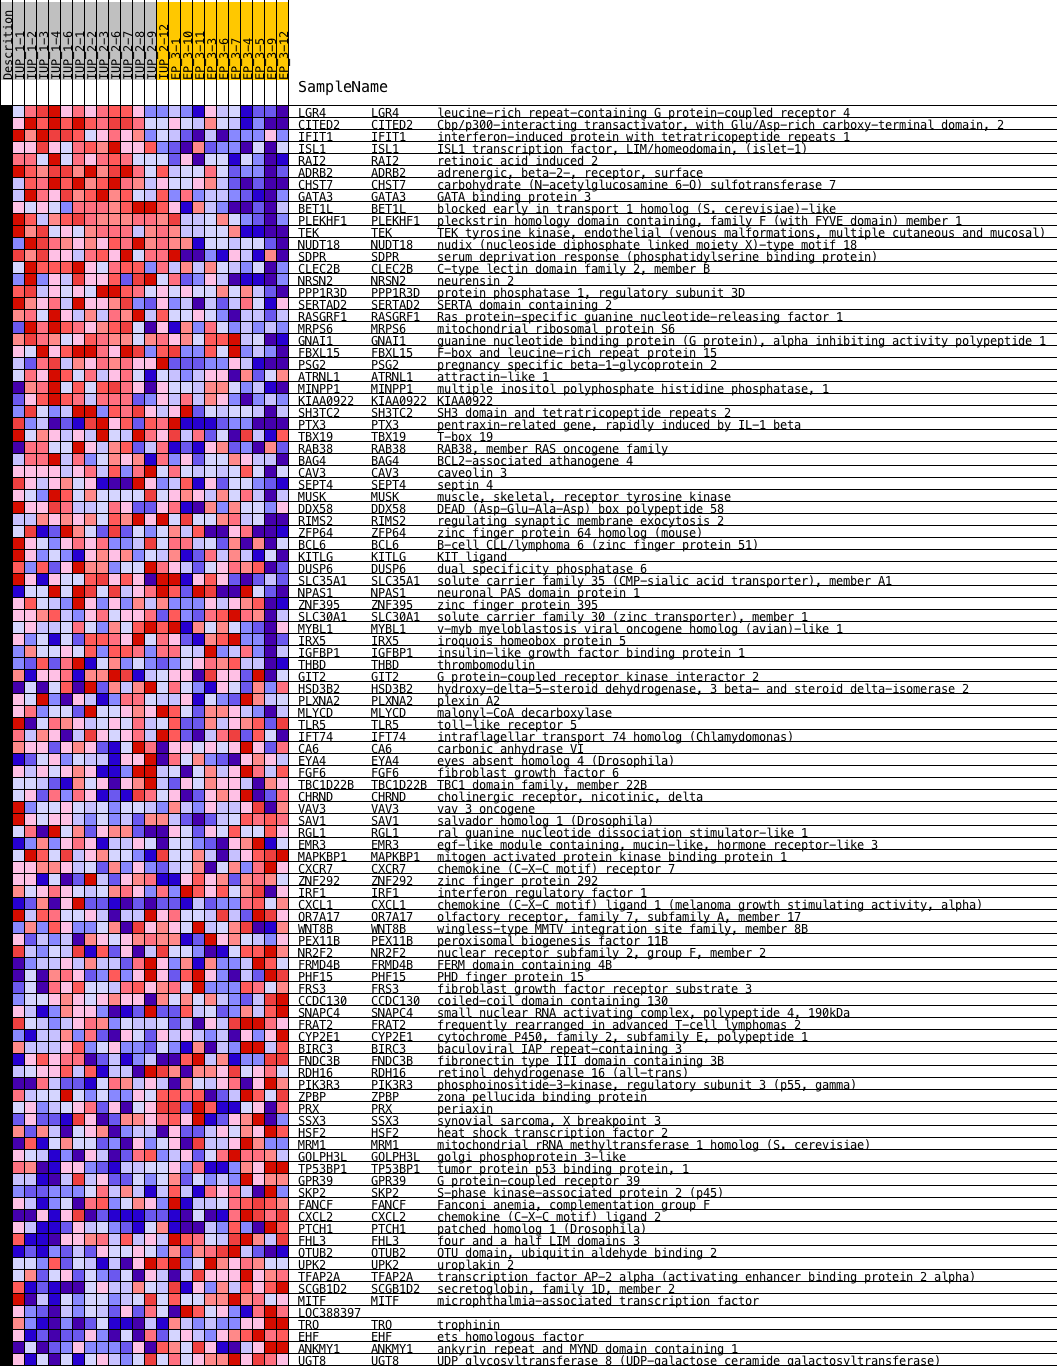 Descrition
IUP_1-1
IUP_1-2
IUP_1-3
IUP_1-4
IUP_1-6
IUP_2-1
IUP_2-2
IUP_2-3
IUP_2-6
IUP_2-7
IUP_2-8
IUP_2-9
IUP_2-12
EP_3-1
EP_3-10
EP_3-11
EP_3-3
EP_3-6
EP_3-7
EP_3-4
EP_3-5
EP_3-9
EP_3-12
SampleName
LGR4 LGR4 leucine-rich repeat-containing G protein-coupled receptor 4
CITED2 CITED2 Cbp/p300-interacting transactivator, with Glu/Asp-rich carboxy-terminal domain, 2
IFIT1 IFIT1 interferon-induced protein with tetratricopeptide repeats 1
ISL1 ISL1 ISL1 transcription factor, LIM/homeodomain, (islet-1)
RAI2 RAI2 retinoic acid induced 2
ADRB2 ADRB2 adrenergic, beta-2-, receptor, surface
CHST7 CHST7 carbohydrate (N-acetylglucosamine 6-O) sulfotransferase 7
GATA3 GATA3 GATA binding protein 3
BET1L BET1L blocked early in transport 1 homolog (S. cerevisiae)-like
PLEKHF1 PLEKHF1 pleckstrin homology domain containing, family F (with FYVE domain) member 1
TEK TEK TEK tyrosine kinase, endothelial (venous malformations, multiple cutaneous and mucosal)
NUDT18 NUDT18 nudix (nucleoside diphosphate linked moiety X)-type motif 18
SDPR SDPR serum deprivation response (phosphatidylserine binding protein)
CLEC2B CLEC2B C-type lectin domain family 2, member B
NRSN2 NRSN2 neurensin 2
PPP1R3D PPP1R3D protein phosphatase 1, regulatory subunit 3D
SERTAD2 SERTAD2 SERTA domain containing 2
RASGRF1 RASGRF1 Ras protein-specific guanine nucleotide-releasing factor 1
MRPS6 MRPS6 mitochondrial ribosomal protein S6
GNAI1 GNAI1 guanine nucleotide binding protein (G protein), alpha inhibiting activity polypeptide 1
FBXL15 FBXL15 F-box and leucine-rich repeat protein 15
PSG2 PSG2 pregnancy specific beta-1-glycoprotein 2
ATRNL1 ATRNL1 attractin-like 1
MINPP1 MINPP1 multiple inositol polyphosphate histidine phosphatase, 1
KIAA0922 KIAA0922 KIAA0922
SH3TC2 SH3TC2 SH3 domain and tetratricopeptide repeats 2
PTX3 PTX3 pentraxin-related gene, rapidly induced by IL-1 beta
TBX19 TBX19 T-box 19
RAB38 RAB38 RAB38, member RAS oncogene family
BAG4 BAG4 BCL2-associated athanogene 4
CAV3 CAV3 caveolin 3
SEPT4 SEPT4 septin 4
MUSK MUSK muscle, skeletal, receptor tyrosine kinase
DDX58 DDX58 DEAD (Asp-Glu-Ala-Asp) box polypeptide 58
RIMS2 RIMS2 regulating synaptic membrane exocytosis 2
ZFP64 ZFP64 zinc finger protein 64 homolog (mouse)
BCL6 BCL6 B-cell CLL/lymphoma 6 (zinc finger protein 51)
KITLG KITLG KIT ligand
DUSP6 DUSP6 dual specificity phosphatase 6
SLC35A1 SLC35A1 solute carrier family 35 (CMP-sialic acid transporter), member A1
NPAS1 NPAS1 neuronal PAS domain protein 1
ZNF395 ZNF395 zinc finger protein 395
SLC30A1 SLC30A1 solute carrier family 30 (zinc transporter), member 1
MYBL1 MYBL1 v-myb myeloblastosis viral oncogene homolog (avian)-like 1
IRX5 IRX5 iroquois homeobox protein 5
IGFBP1 IGFBP1 insulin-like growth factor binding protein 1
THBD THBD thrombomodulin
GIT2 GIT2 G protein-coupled receptor kinase interactor 2
HSD3B2 HSD3B2 hydroxy-delta-5-steroid dehydrogenase, 3 beta- and steroid delta-isomerase 2
PLXNA2 PLXNA2 plexin A2
MLYCD MLYCD malonyl-CoA decarboxylase
TLR5 TLR5 toll-like receptor 5
IFT74 IFT74 intraflagellar transport 74 homolog (Chlamydomonas)
CA6 CA6 carbonic anhydrase VI
EYA4 EYA4 eyes absent homolog 4 (Drosophila)
FGF6 FGF6 fibroblast growth factor 6
TBC1D22B TBC1D22B TBC1 domain family, member 22B
CHRND CHRND cholinergic receptor, nicotinic, delta
VAV3 VAV3 vav 3 oncogene
SAV1 SAV1 salvador homolog 1 (Drosophila)
RGL1 RGL1 ral guanine nucleotide dissociation stimulator-like 1
EMR3 EMR3 egf-like module containing, mucin-like, hormone receptor-like 3
MAPKBP1 MAPKBP1 mitogen activated protein kinase binding protein 1
CXCR7 CXCR7 chemokine (C-X-C motif) receptor 7
ZNF292 ZNF292 zinc finger protein 292
IRF1 IRF1 interferon regulatory factor 1
CXCL1 CXCL1 chemokine (C-X-C motif) ligand 1 (melanoma growth stimulating activity, alpha)
OR7A17 OR7A17 olfactory receptor, family 7, subfamily A, member 17
WNT8B WNT8B wingless-type MMTV integration site family, member 8B
PEX11B PEX11B peroxisomal biogenesis factor 11B
NR2F2 NR2F2 nuclear receptor subfamily 2, group F, member 2
FRMD4B FRMD4B FERM domain containing 4B
PHF15 PHF15 PHD finger protein 15
FRS3 FRS3 fibroblast growth factor receptor substrate 3
CCDC130 CCDC130 coiled-coil domain containing 130
SNAPC4 SNAPC4 small nuclear RNA activating complex, polypeptide 4, 190kDa
FRAT2 FRAT2 frequently rearranged in advanced T-cell lymphomas 2
CYP2E1 CYP2E1 cytochrome P450, family 2, subfamily E, polypeptide 1
BIRC3 BIRC3 baculoviral IAP repeat-containing 3
FNDC3B FNDC3B fibronectin type III domain containing 3B
RDH16 RDH16 retinol dehydrogenase 16 (all-trans)
PIK3R3 PIK3R3 phosphoinositide-3-kinase, regulatory subunit 3 (p55, gamma)
ZPBP ZPBP zona pellucida binding protein
PRX PRX periaxin
SSX3 SSX3 synovial sarcoma, X breakpoint 3
HSF2 HSF2 heat shock transcription factor 2
MRM1 MRM1 mitochondrial rRNA methyltransferase 1 homolog (S. cerevisiae)
GOLPH3L GOLPH3L golgi phosphoprotein 3-like
TP53BP1 TP53BP1 tumor protein p53 binding protein, 1
GPR39 GPR39 G protein-coupled receptor 39
SKP2 SKP2 S-phase kinase-associated protein 2 (p45)
FANCF FANCF Fanconi anemia, complementation group F
CXCL2 CXCL2 chemokine (C-X-C motif) ligand 2
PTCH1 PTCH1 patched homolog 1 (Drosophila)
FHL3 FHL3 four and a half LIM domains 3
OTUB2 OTUB2 OTU domain, ubiquitin aldehyde binding 2
UPK2 UPK2 uroplakin 2
TFAP2A TFAP2A transcription factor AP-2 alpha (activating enhancer binding protein 2 alpha)
SCGB1D2 SCGB1D2 secretoglobin, family 1D, member 2
MITF MITF microphthalmia-associated transcription factor
LOC388397
TRO TRO trophinin
EHF EHF ets homologous factor
ANKMY1 ANKMY1 ankyrin repeat and MYND domain containing 1
UGT8 UGT8 UDP glycosyltransferase 8 (UDP-galactose ceramide galactosyltransferase)